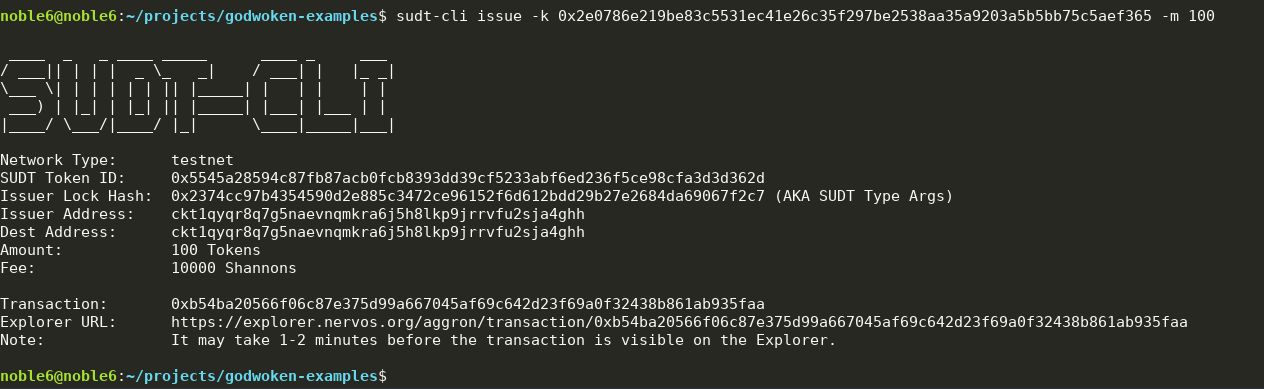 noble6@noble6:~/projects/godwoken-examples$ sudt-cli issue -k 0x2e0786e219be83c5531ec41e26c35f297be2538aa35a9203a5b5bb75c5aef365 -m 100
SUDT-CLI
Network Type:      testnet
SUDT Token ID:     0x5545a28594c87fb87acb0fcb8393dd39cf5233abf6ed236f5ce98cfa3d3d362d
Issuer Lock Hash:  0x2374cc97b4354590d2e885c3472ce96152f6d612bdd29b27e2684da69067f2c7 (AKA SUDT Type Args)
Issuer Address:    ckt1qyqr8q7g5naevnqmkra6j5h8lkp9jrrvfu2sja4ghh
Dest Address:      ckt1qyqr8q7g5naevnqmkra6j5h8lkp9jrrvfu2sja4ghh
Amount:            100 Tokens
Fee:               10000 Shannons
Transaction:       0xb54ba20566f06c87e375d99a667045af69c642d23f69a0f32438b861ab935faa
Explorer URL:      https://explorer.nervos.org/aggron/transaction/0xb54ba20566f06c87e375d99a667045af69c642d23f69a0f32438b861ab935faa
Note:              It may take 1-2 minutes before the transaction is visible on the Explorer.
noble6@noble6:~/projects/godwoken-examples$